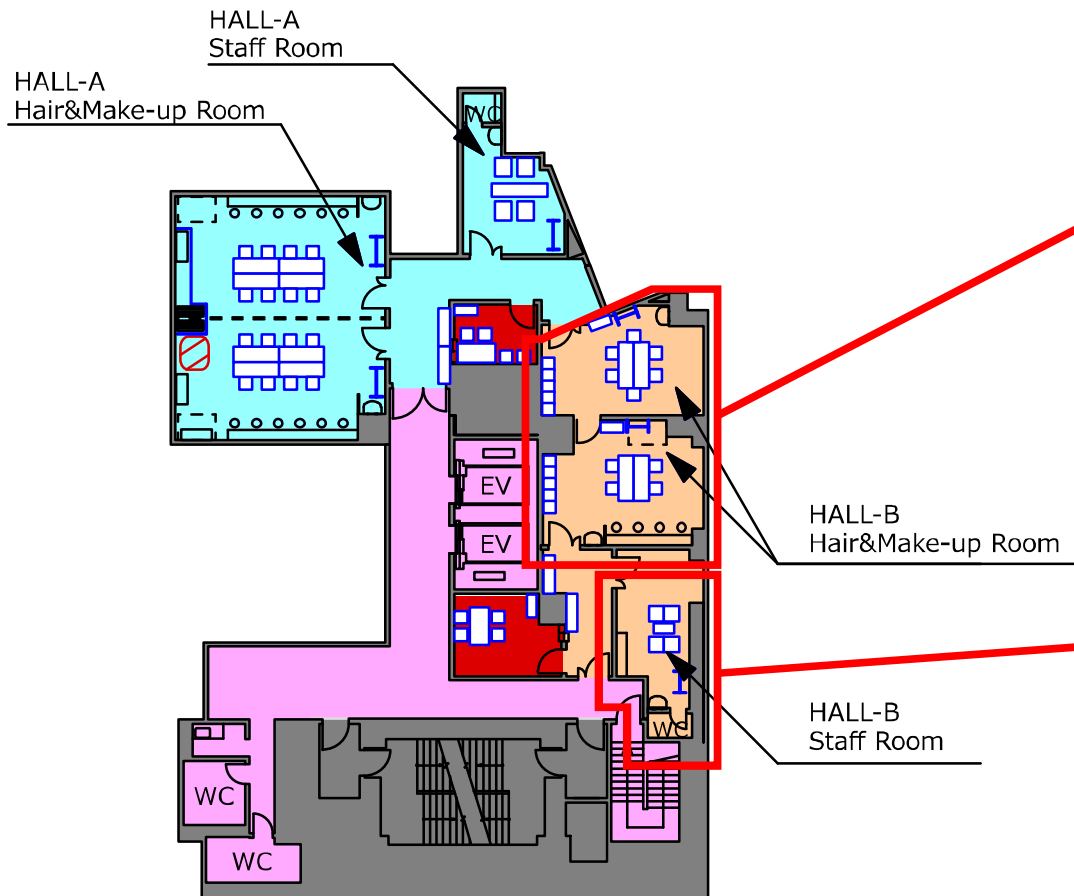 HALL-A
Staff Room
HALL-A
Hair&Make-up Room
WC
EV
EV
HALL-B
Hair&Make-up Room
HALL-B
Staff Room
WC
WC
WC